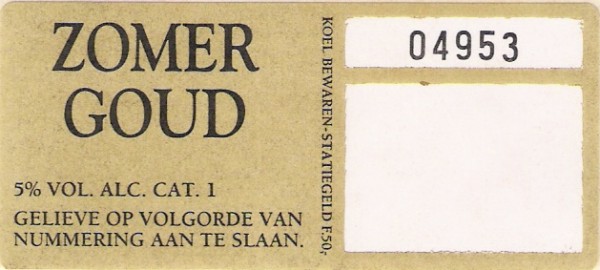 ZOMER
GOUD
5% VOL. ALC. CAT. 1
GELIEVE OP VOLGORDE VAN
NUMMERING AAN TE SLAAN.
KOEL BEWAREN-STATIEGELD F.50,-
04953